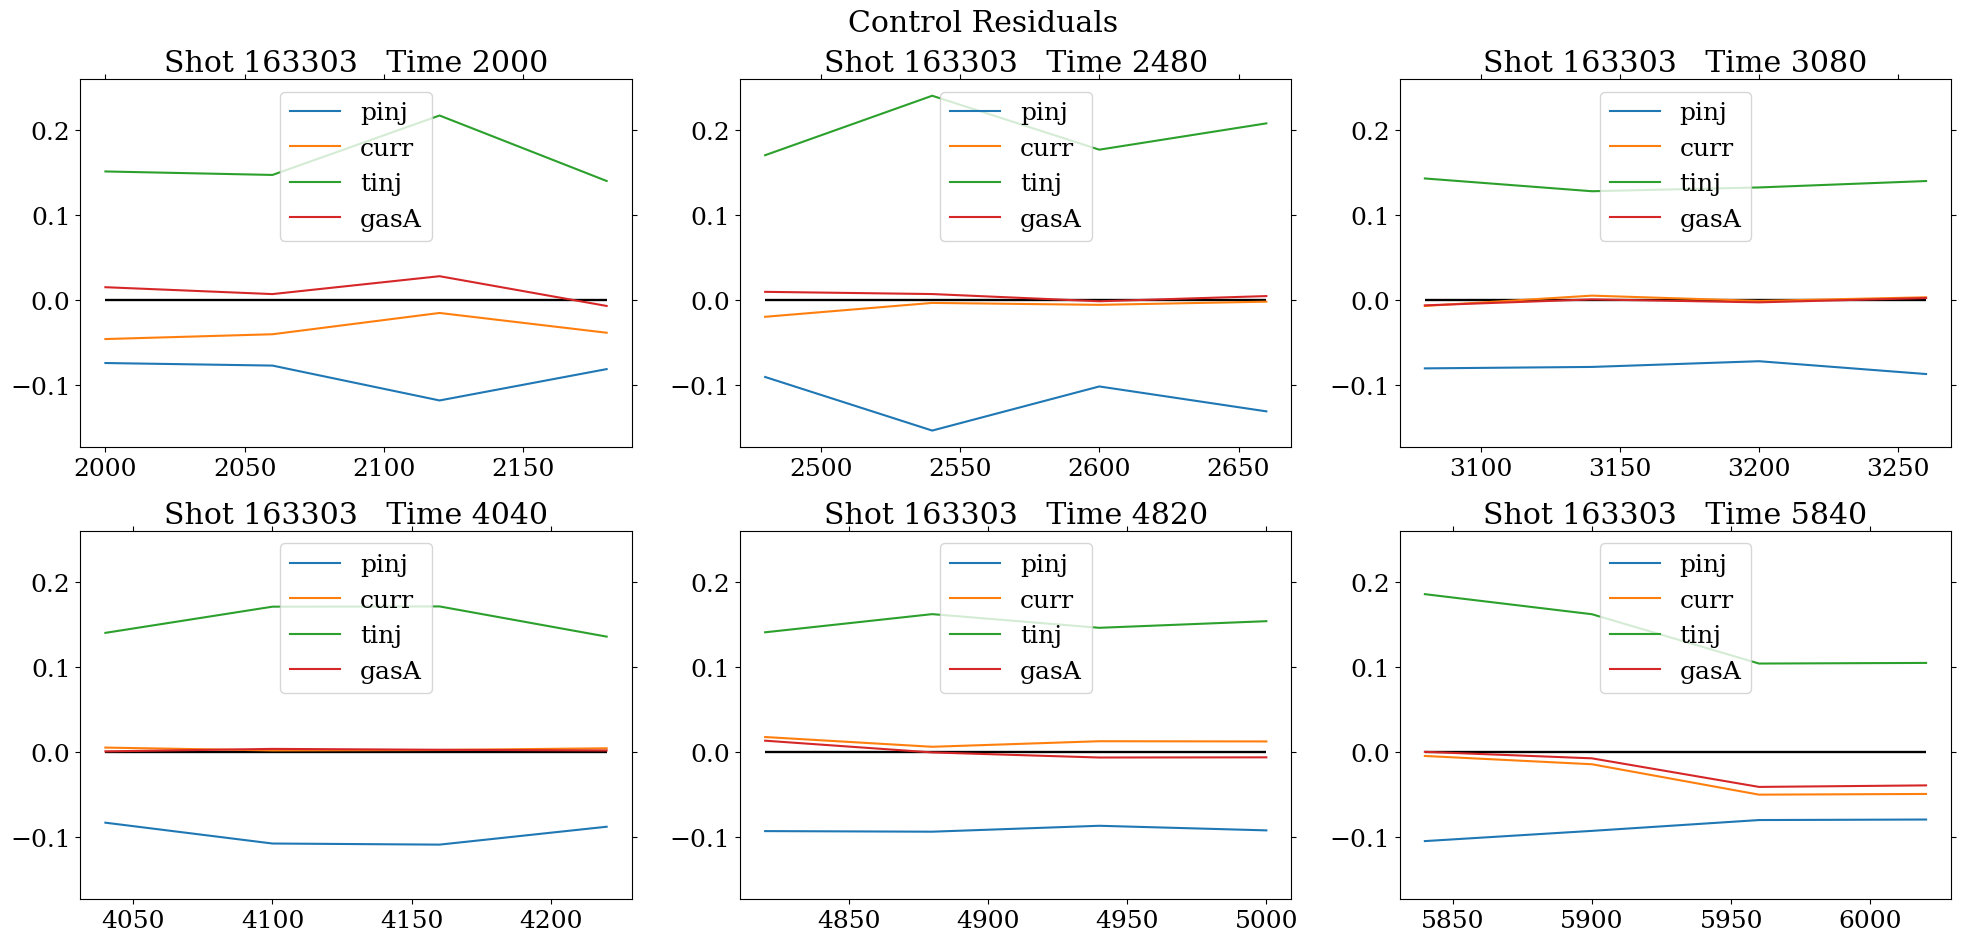 Control Residuals
Shot 163303   Time 2000
pinj
curr
tinj
gasA
0.2
0.1
0.0
−0.1
2000 2050 2100 2150
Shot 163303   Time 2480
pinj
curr
tinj
gasA
0.2
0.1
0.0
−0.1
2500 2550 2600 2650
Shot 163303   Time 3080
pinj
curr
tinj
gasA
0.2
0.1
0.0
−0.1
3100 3150 3200 3250
Shot 163303   Time 4040
pinj
curr
tinj
gasA
0.2
0.1
0.0
−0.1
4050 4100 4150 4200
Shot 163303   Time 4820
pinj
curr
tinj
gasA
0.2
0.1
0.0
−0.1
4850 4900 4950 5000
Shot 163303   Time 5840
pinj
curr
tinj
gasA
0.2
0.1
0.0
−0.1
5850 5900 5950 6000